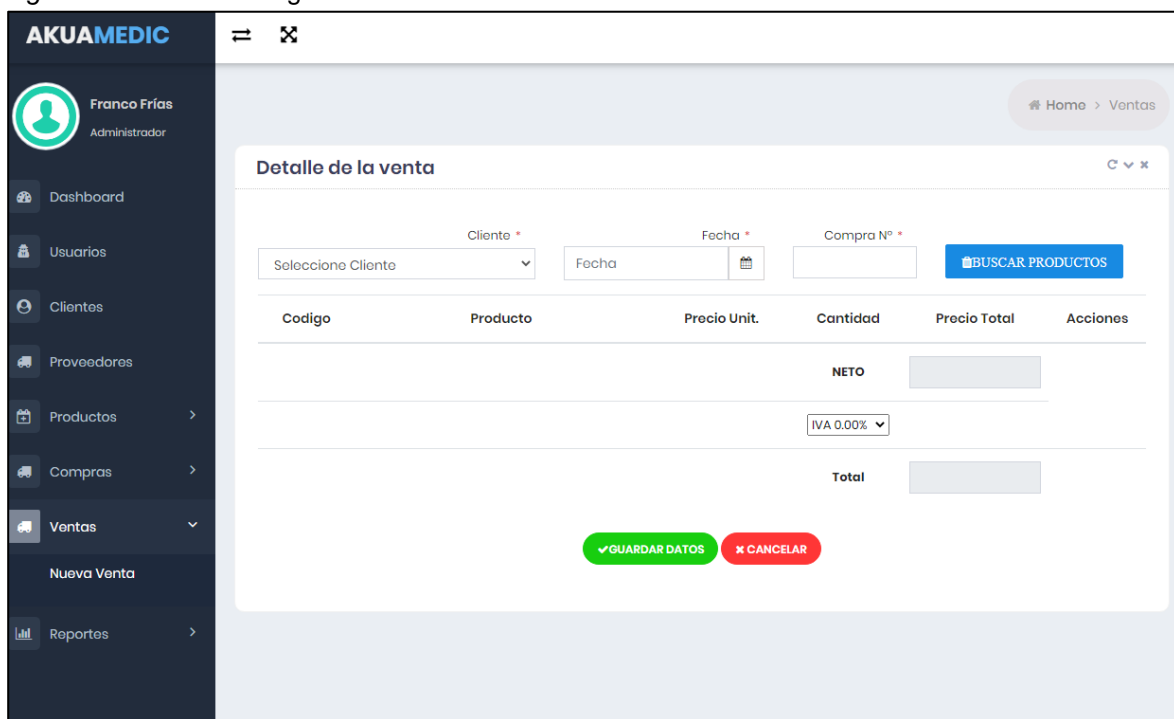 AKUAMEDIC
Franco Frías
Administrador
Home > Ventas
Detalle de la venta
Dashboard
Usuarios
Clientes
Proveedores
Productos
Compras
Ventas
Nueva Venta
Reportes
Cliente * Fecha * Compra Nº *
Seleccione Cliente Fecha BUSCAR PRODUCTOS
Codigo Producto Precio Unit. Cantidad Precio Total Acciones
NETO
IVA 0.00%
Total
GUARDAR DATOS CANCELAR